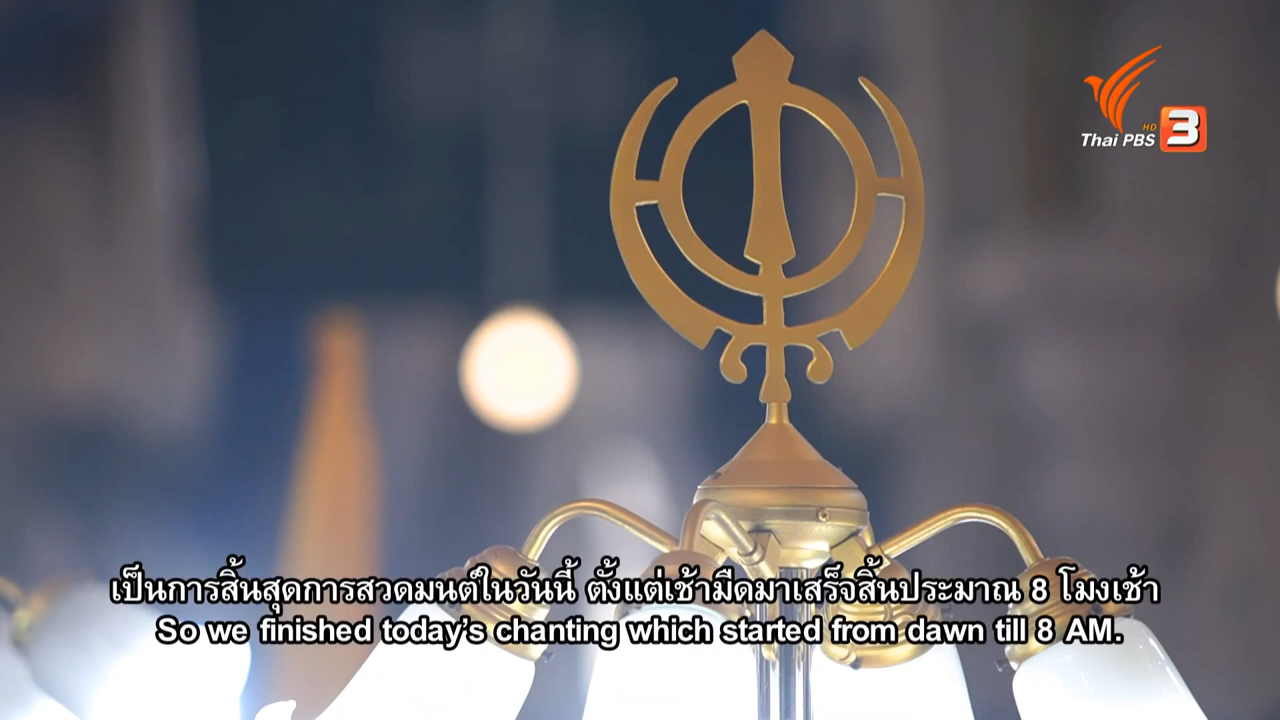 HD
Thai PBS 3
เป็นการสิ้นสุดการสวดมนต์ในวันนี้ ตั้งแต่เช้ามืดมาเสร็จสิ้นประมาณ 8 โมงเช้า
So we finished today's chanting which started from dawn till 8 AM.